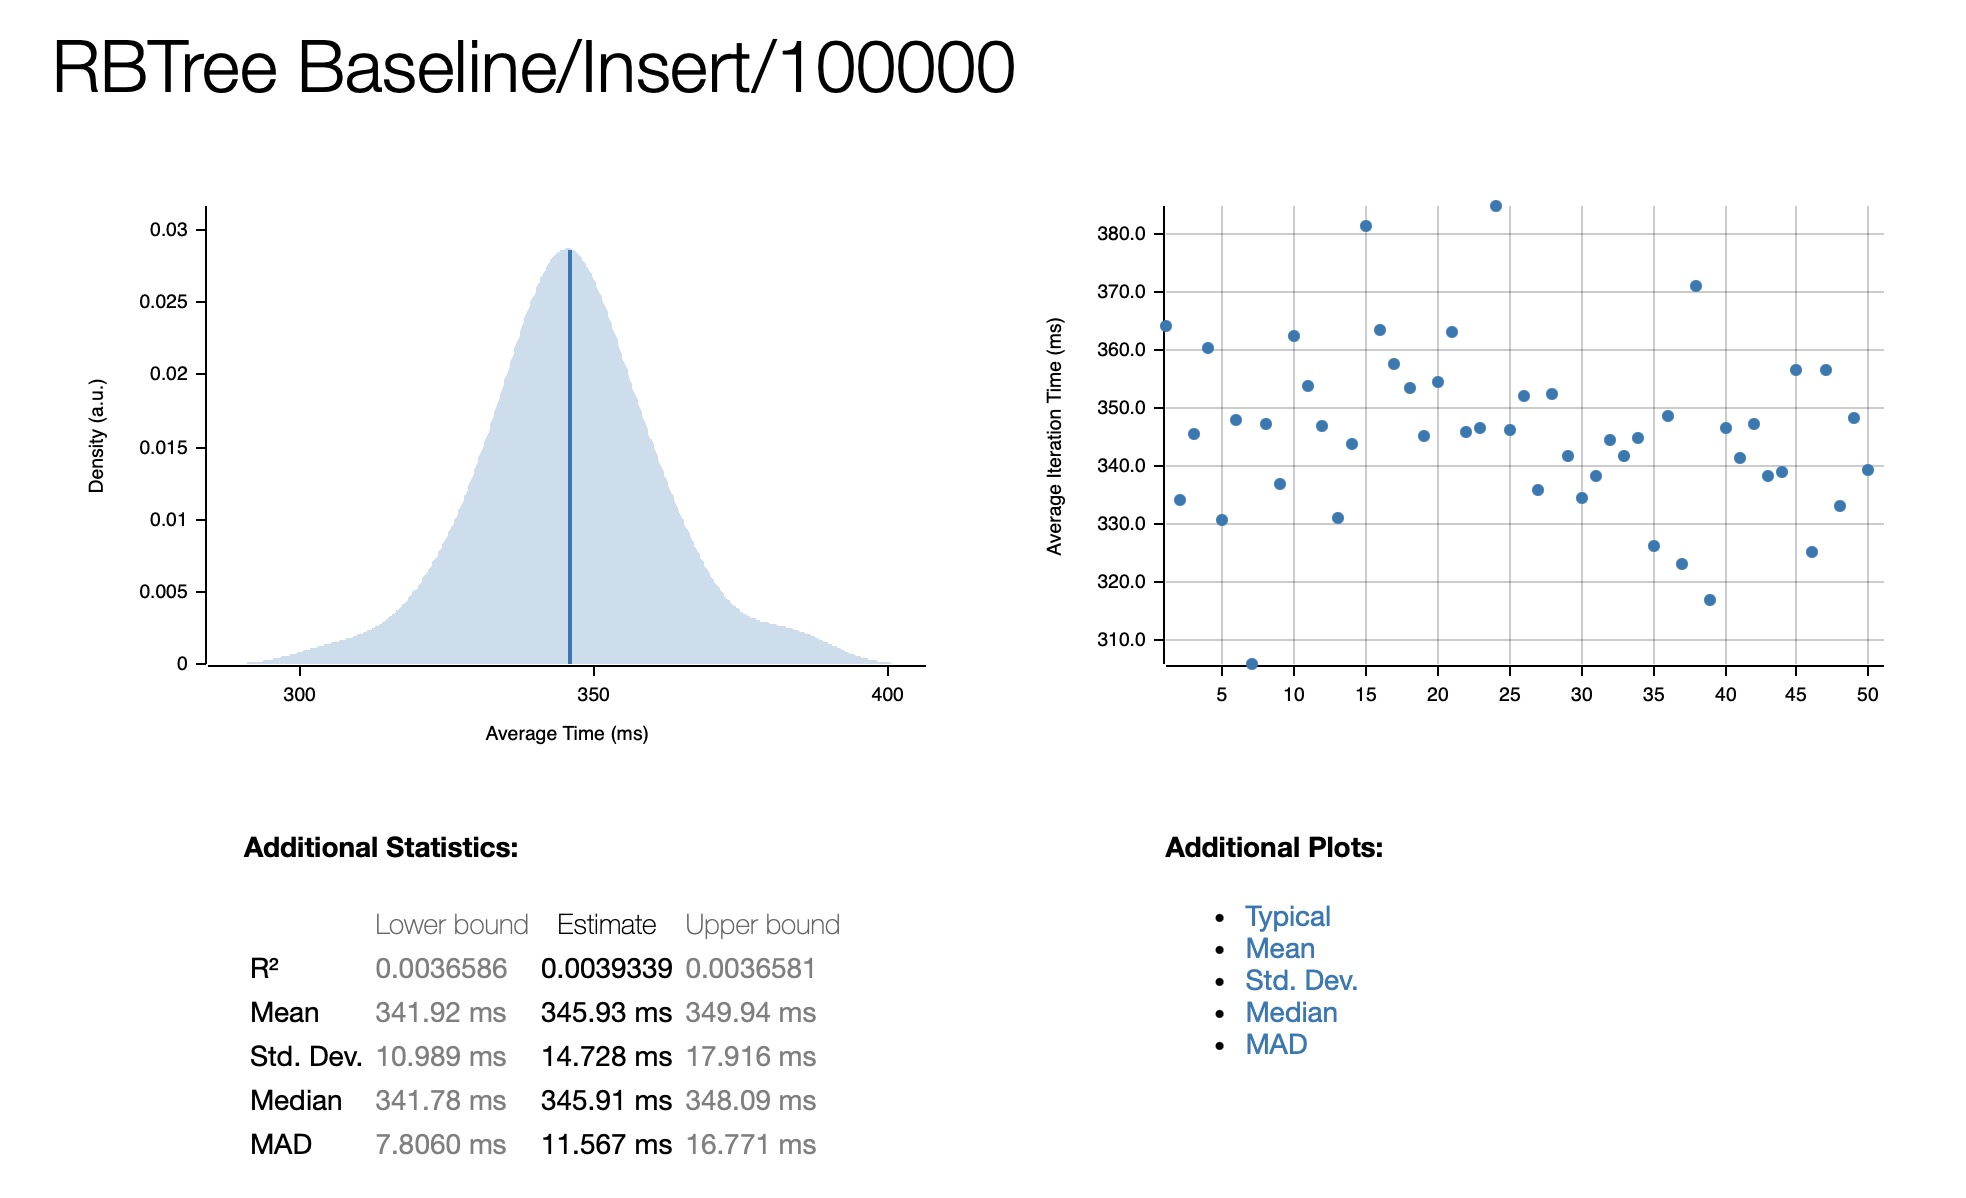 RBTree Baseline/Insert/100000
0.03
0.025
0.02
0.015
0.01
0.005
0
Density (a.u.)
300 350 400
Average Time (ms)
380.0
370.0
360.0
350.0
340.0
330.0
320.0
310.0
Average Iteration Time (ms)
5 10 15 20 25 30 35 40 45 50
Additional Statistics:
Lower bound Estimate Upper bound
R² 0.0036586 0.0039339 0.0036581
Mean 341.92 ms 345.93 ms 349.94 ms
Std. Dev. 10.989 ms 14.728 ms 17.916 ms
Median 341.78 ms 345.91 ms 348.09 ms
MAD 7.8060 ms 11.567 ms 16.771 ms
Additional Plots:
• Typical
• Mean
• Std. Dev.
• Median
• MAD